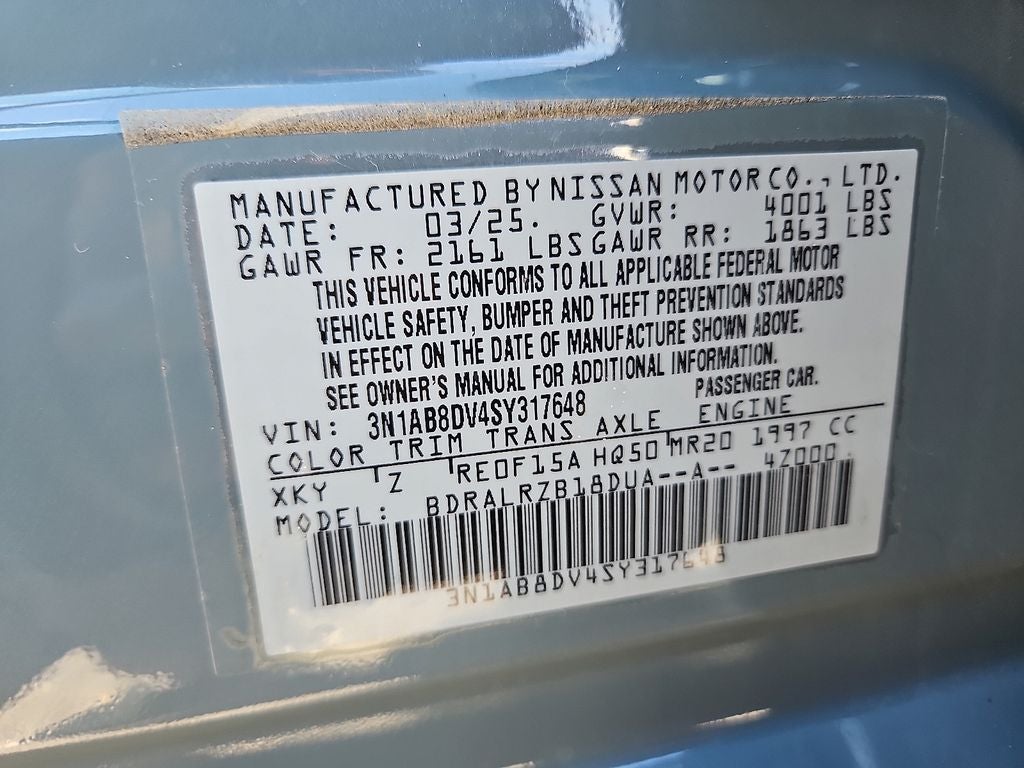 MANUFACTURED BY NISSAN MOTOR CO., LTD.
DATE: 03/25. GVWR: 4001 LBS
GAWR FR: 2161 LBS GAWR RR: 1863 LBS
THIS VEHICLE CONFORMS TO ALL APPLICABLE FEDERAL MOTOR
VEHICLE SAFETY, BUMPER AND THEFT PREVENTION STANDARDS
IN EFFECT ON THE DATE OF MANUFACTURE SHOWN ABOVE.
SEE OWNER'S MANUAL FOR ADDITIONAL INFORMATION.
PASSENGER CAR.
VIN: 3N1AB8DV4SY317648
COLOR TRIM TRANS AXLE ENGINE
XKY Z RE0F15A HQ50 MR20 1997 CC
MODEL: BDRALRZB18DUA--A-- 4Z000
3N1AB8DV4SY317648